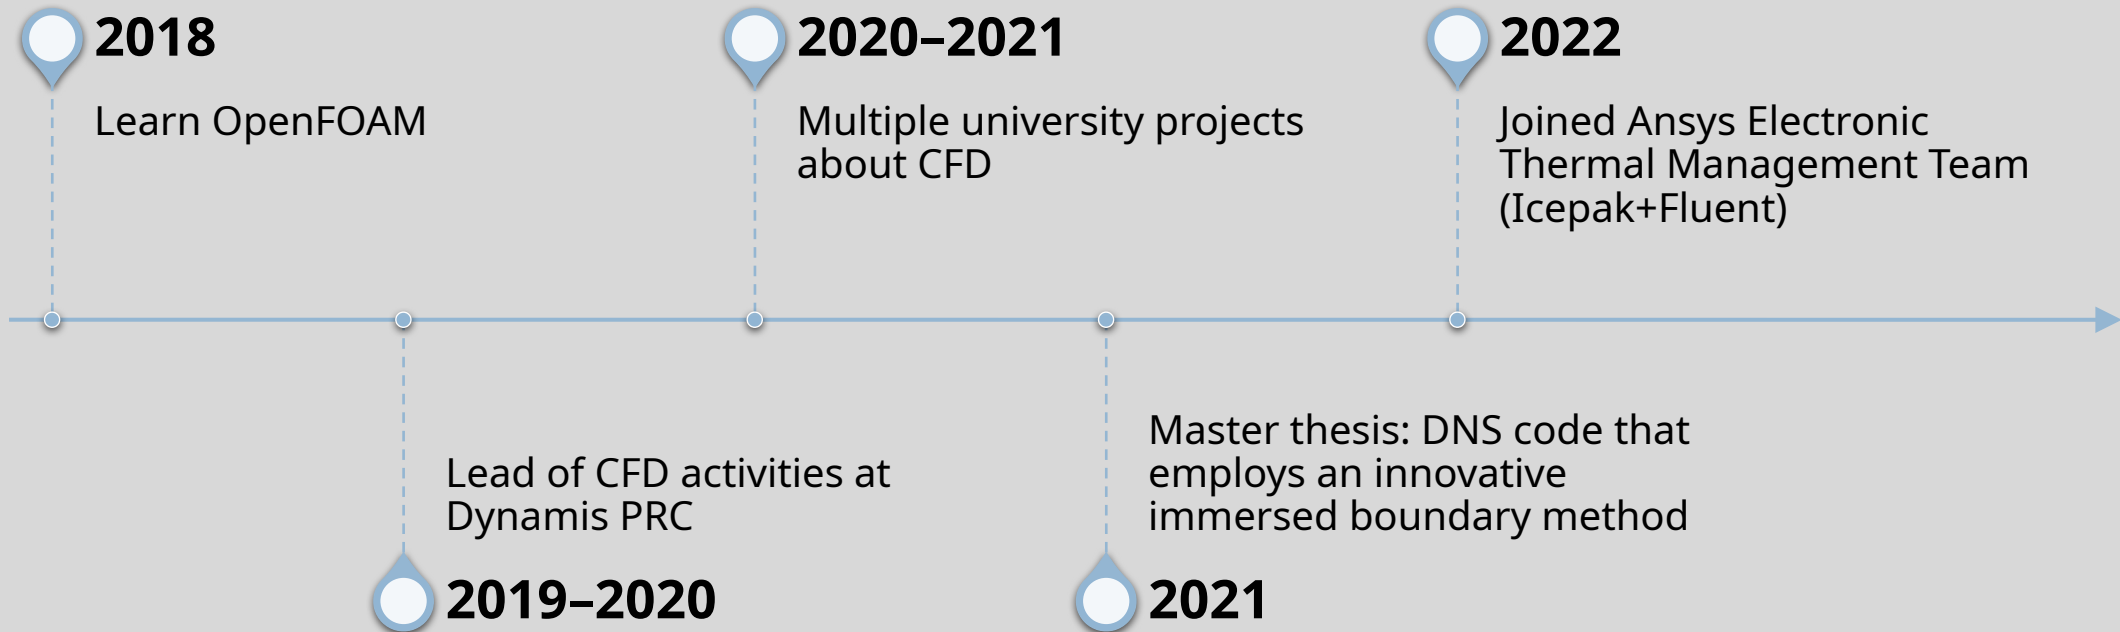 2018
Learn OpenFOAM
Lead of CFD activities at
Dynamis PRC
2019–2020
2020–2021
Multiple university projects
about CFD
Master thesis: DNS code that
employs an innovative
immersed boundary method
2021
2022
Joined Ansys Electronic
Thermal Management Team
(Icepak+Fluent)